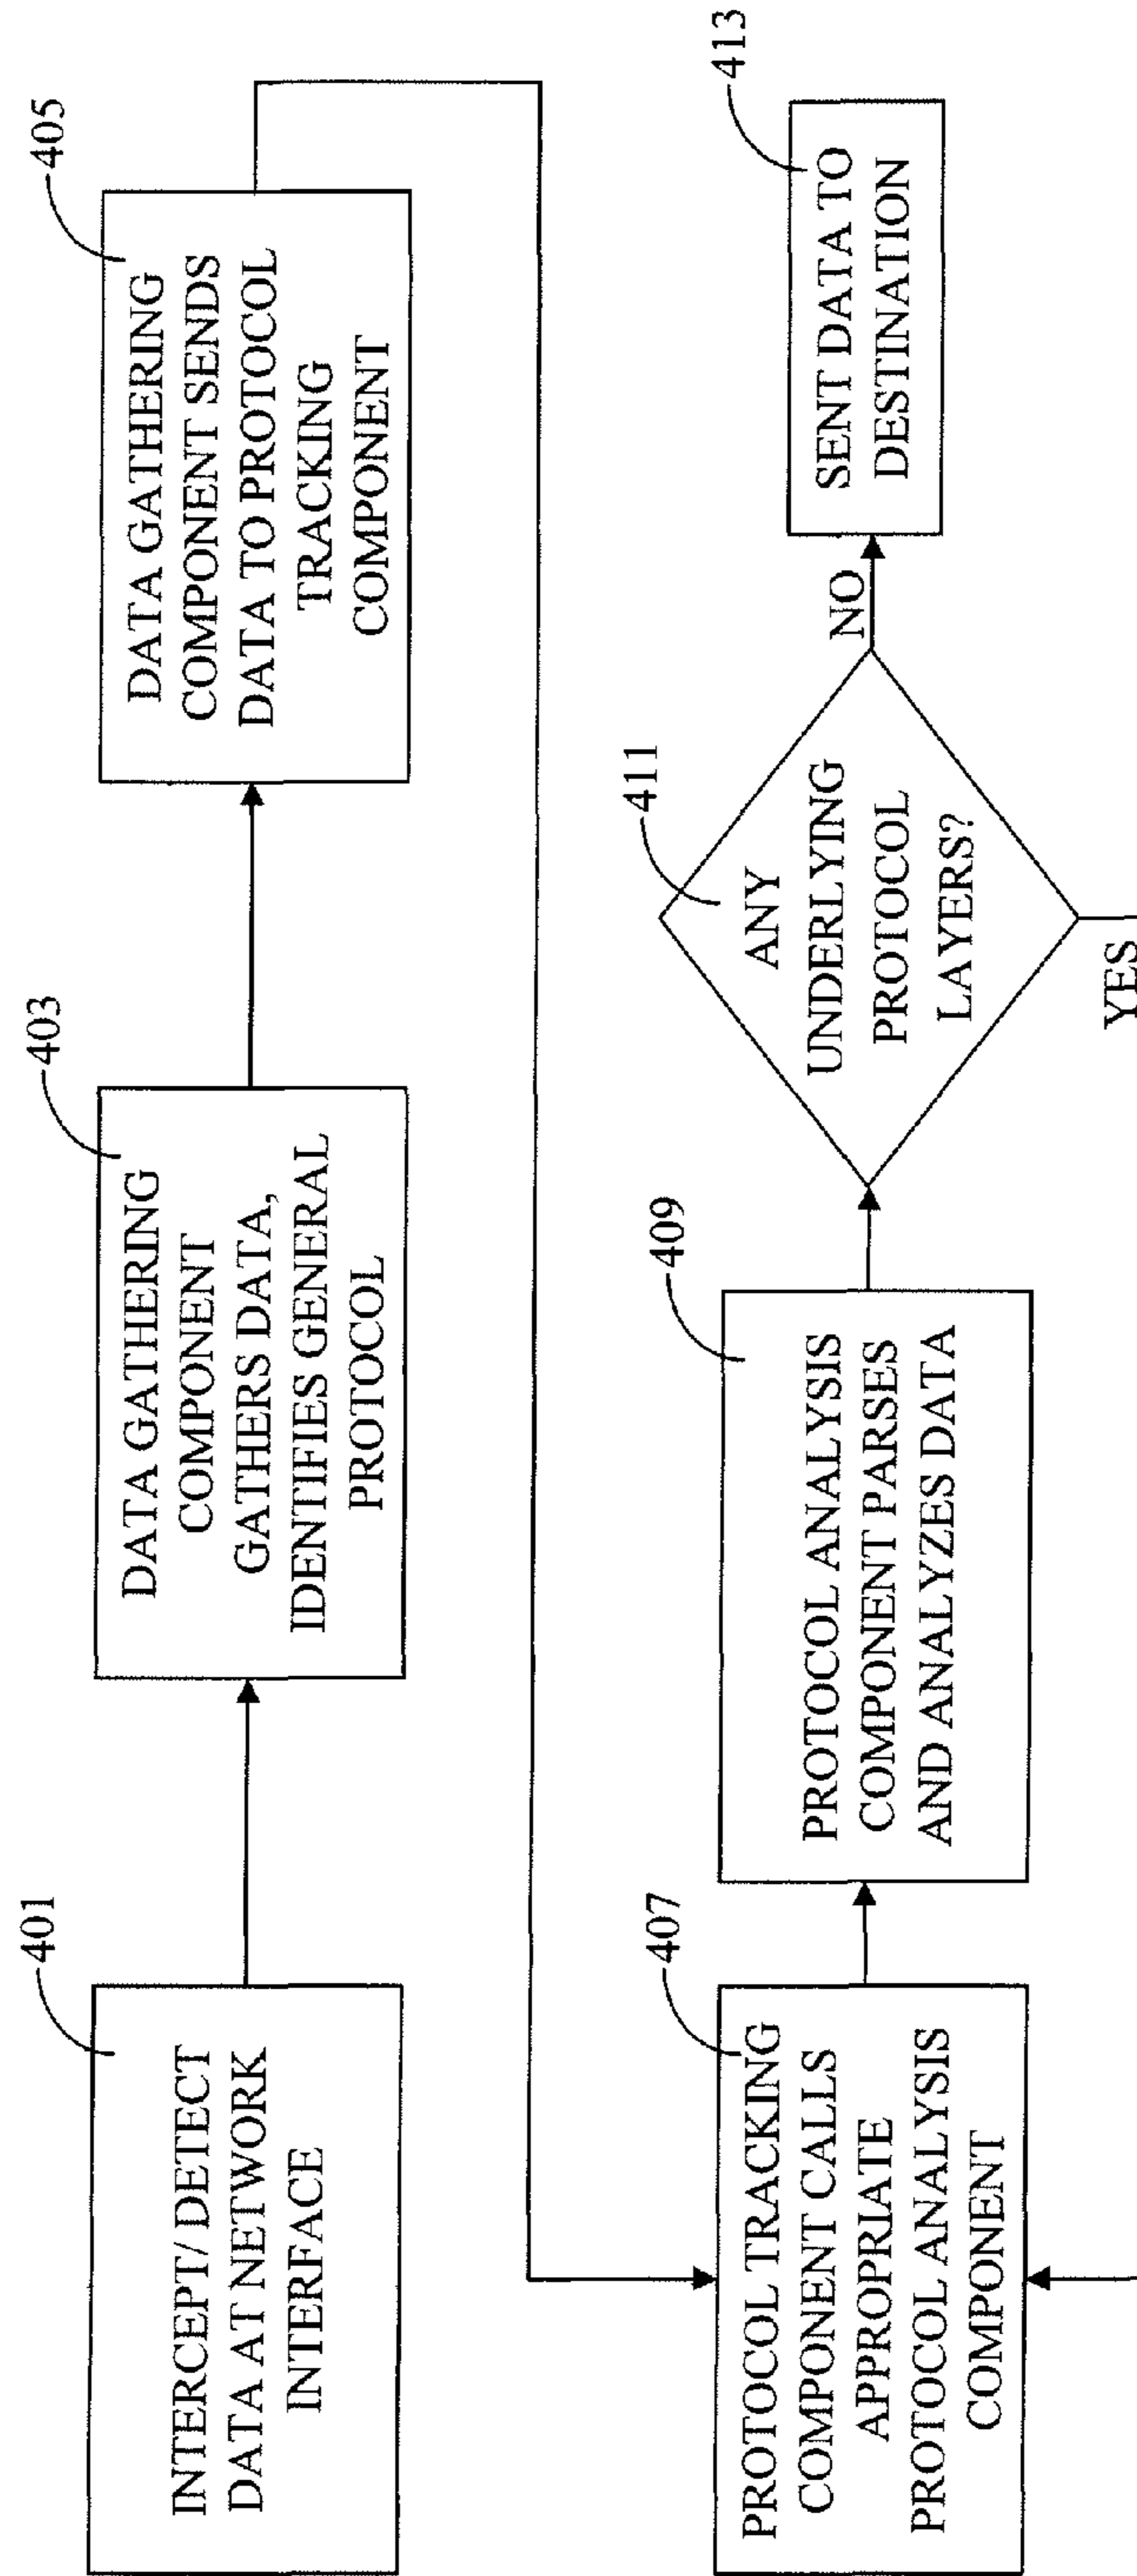 401
INTERCEPT/ DETECT
DATA AT NETWORK
INTERFACE
403
DATA GATHERING
COMPONENT
GATHERS DATA,
IDENTIFIES GENERAL
PROTOCOL
405
DATA GATHERING
COMPONENT SENDS
DATA TO PROTOCOL
TRACKING
COMPONENT
407
PROTOCOL TRACKING
COMPONENT CALLS
APPROPRIATE
PROTOCOL ANALYSIS
COMPONENT
409
PROTOCOL ANALYSIS
COMPONENT PARSES
AND ANALYZES DATA
411
ANY
UNDERLYING
PROTOCOL
LAYERS?
YES
NO
413
SENT DATA TO
DESTINATION